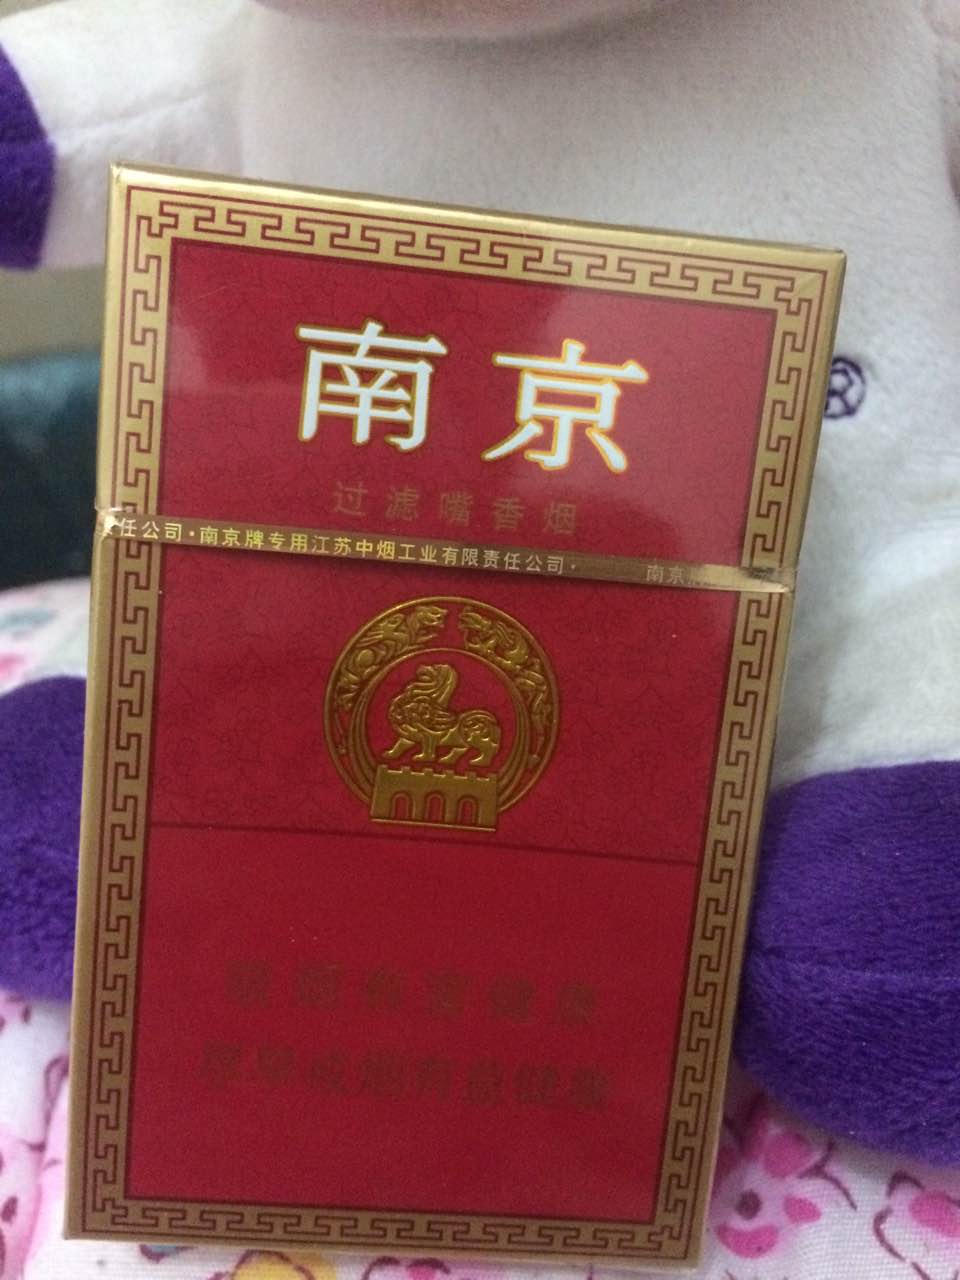 南京
过滤嘴香烟
责任公司·南京牌专用江苏中烟工业有限责任公司· 南京牌
吸烟有害健康
尽早戒烟有益健康